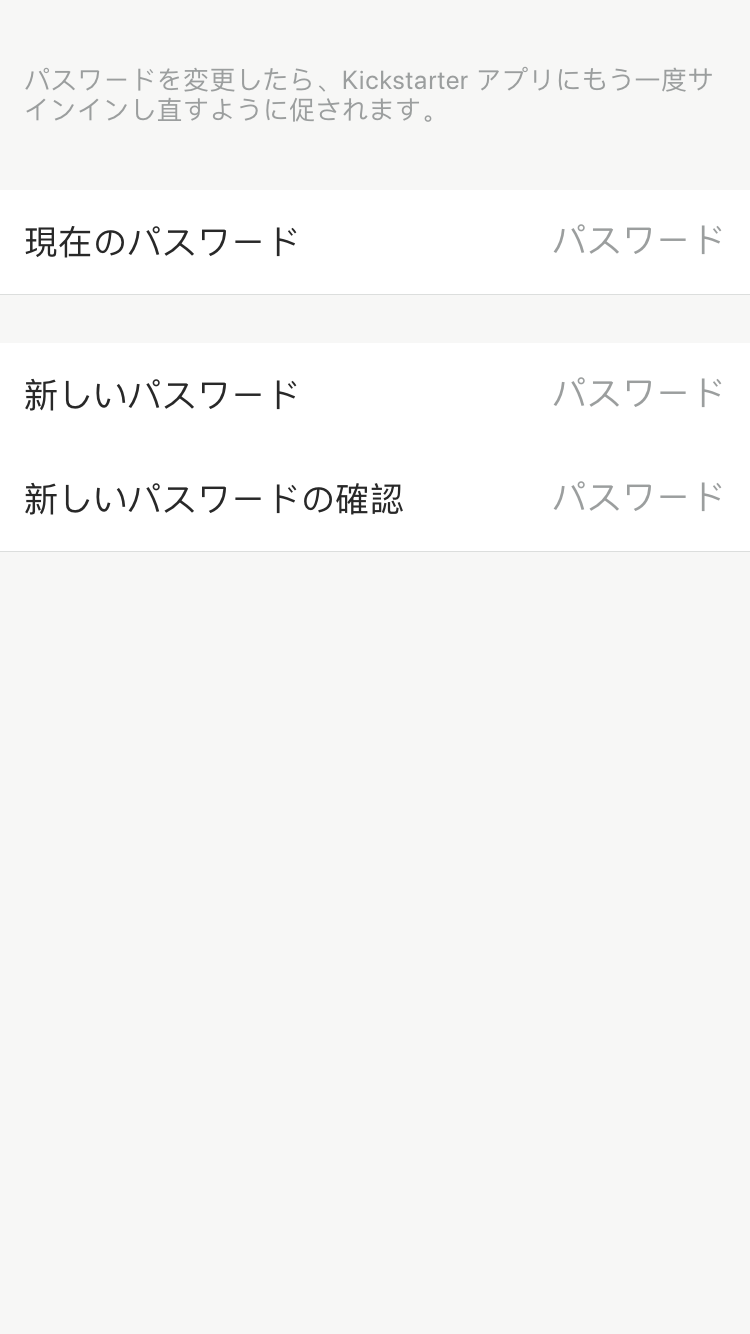 パスワードを変更したら、Kickstarter アプリにもう一度サ
インインし直すように促されます。
現在のパスワード パスワード
新しいパスワード パスワード
新しいパスワードの確認 パスワード